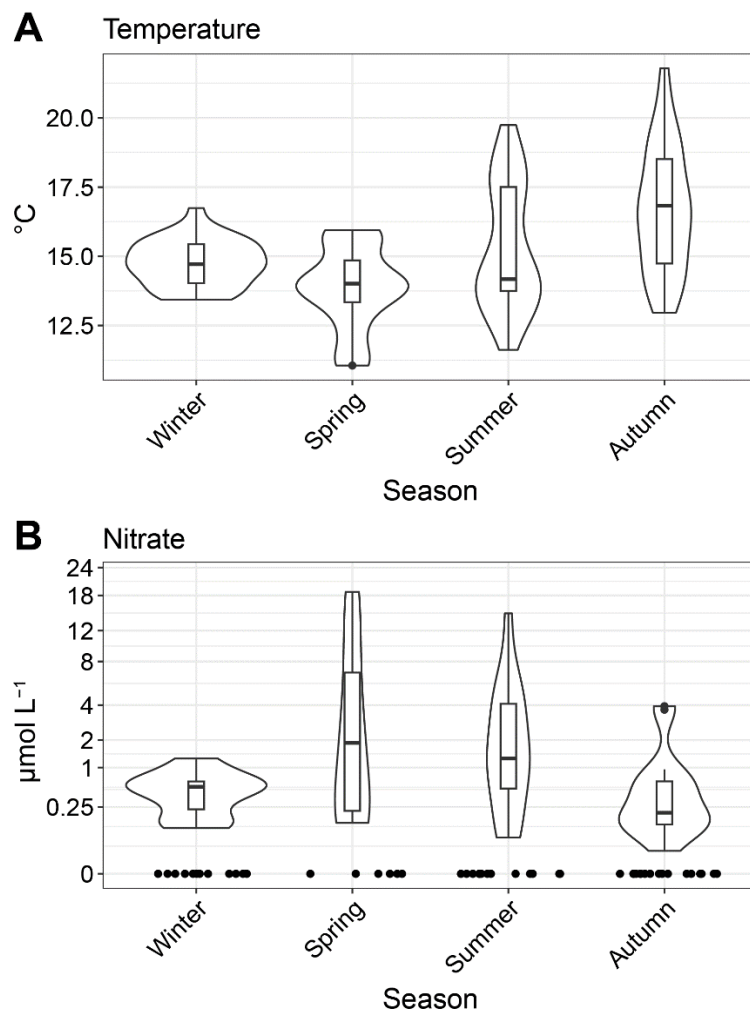 A Temperature
20.0
17.5
15.0
12.5
°C
Winter Spring Summer Autumn
Season
B Nitrate
24
18
12
8
4
2
1
0.25
0
µmol L⁻¹
Winter Spring Summer Autumn
Season